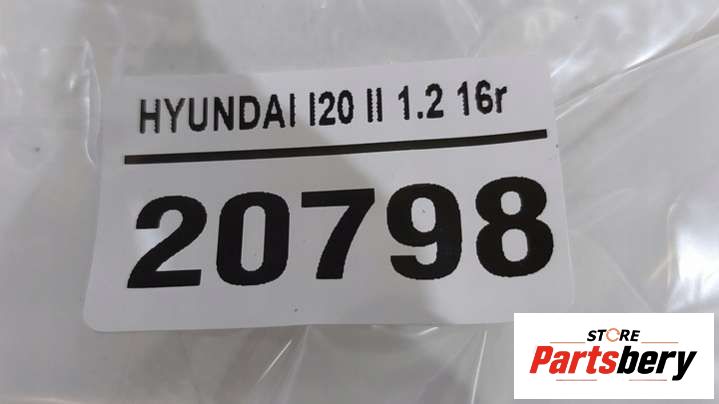 HYUNDAI I20 II 1.2 16r
20798
STORE
Partsbery